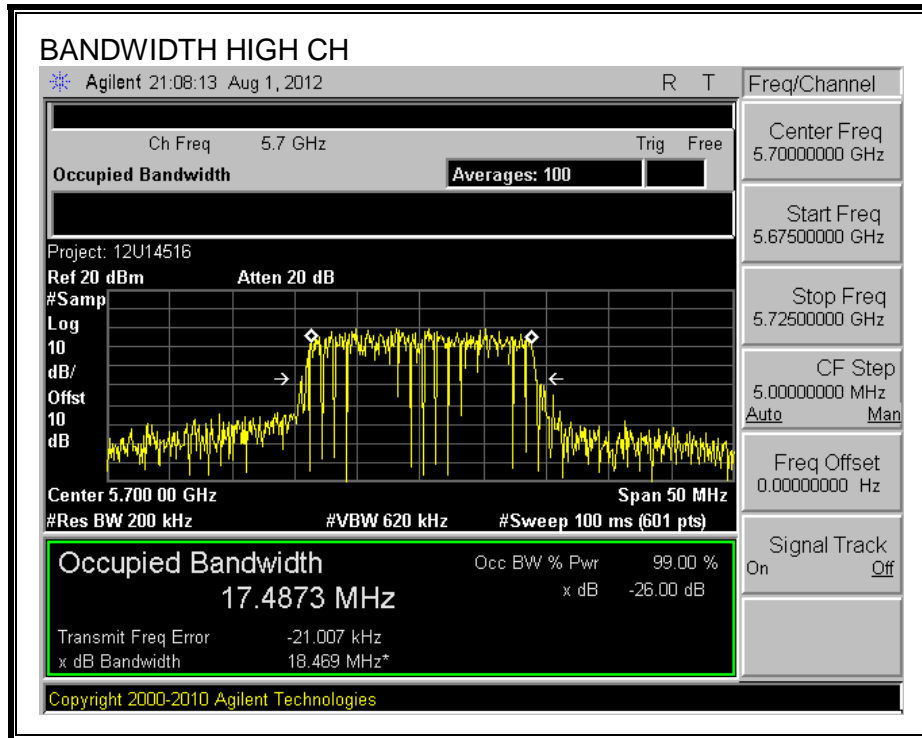 BANDWIDTH HIGH CH
Agilent 21:08:13 Aug 1, 2012 R T
Freq/Channel
Ch Freq 5.7 GHz Trig Free
Occupied Bandwidth Averages: 100
Center Freq
5.70000000 GHz
Start Freq
5.67500000 GHz
Stop Freq
5.72500000 GHz
CF Step
5.00000000 MHz
Auto Man
Freq Offset
0.00000000 Hz
Signal Track
On Off
Project: 12U14516
Ref 20 dBm Atten 20 dB
#Samp
Log
10
dB/
Offst
10
dB
Center 5.700 00 GHz Span 50 MHz
#Res BW 200 kHz #VBW 620 kHz #Sweep 100 ms (601 pts)
Occupied Bandwidth Occ BW % Pwr 99.00 %
17.4873 MHz x dB -26.00 dB
Transmit Freq Error -21.007 kHz
x dB Bandwidth 18.469 MHz*
Copyright 2000-2010 Agilent Technologies